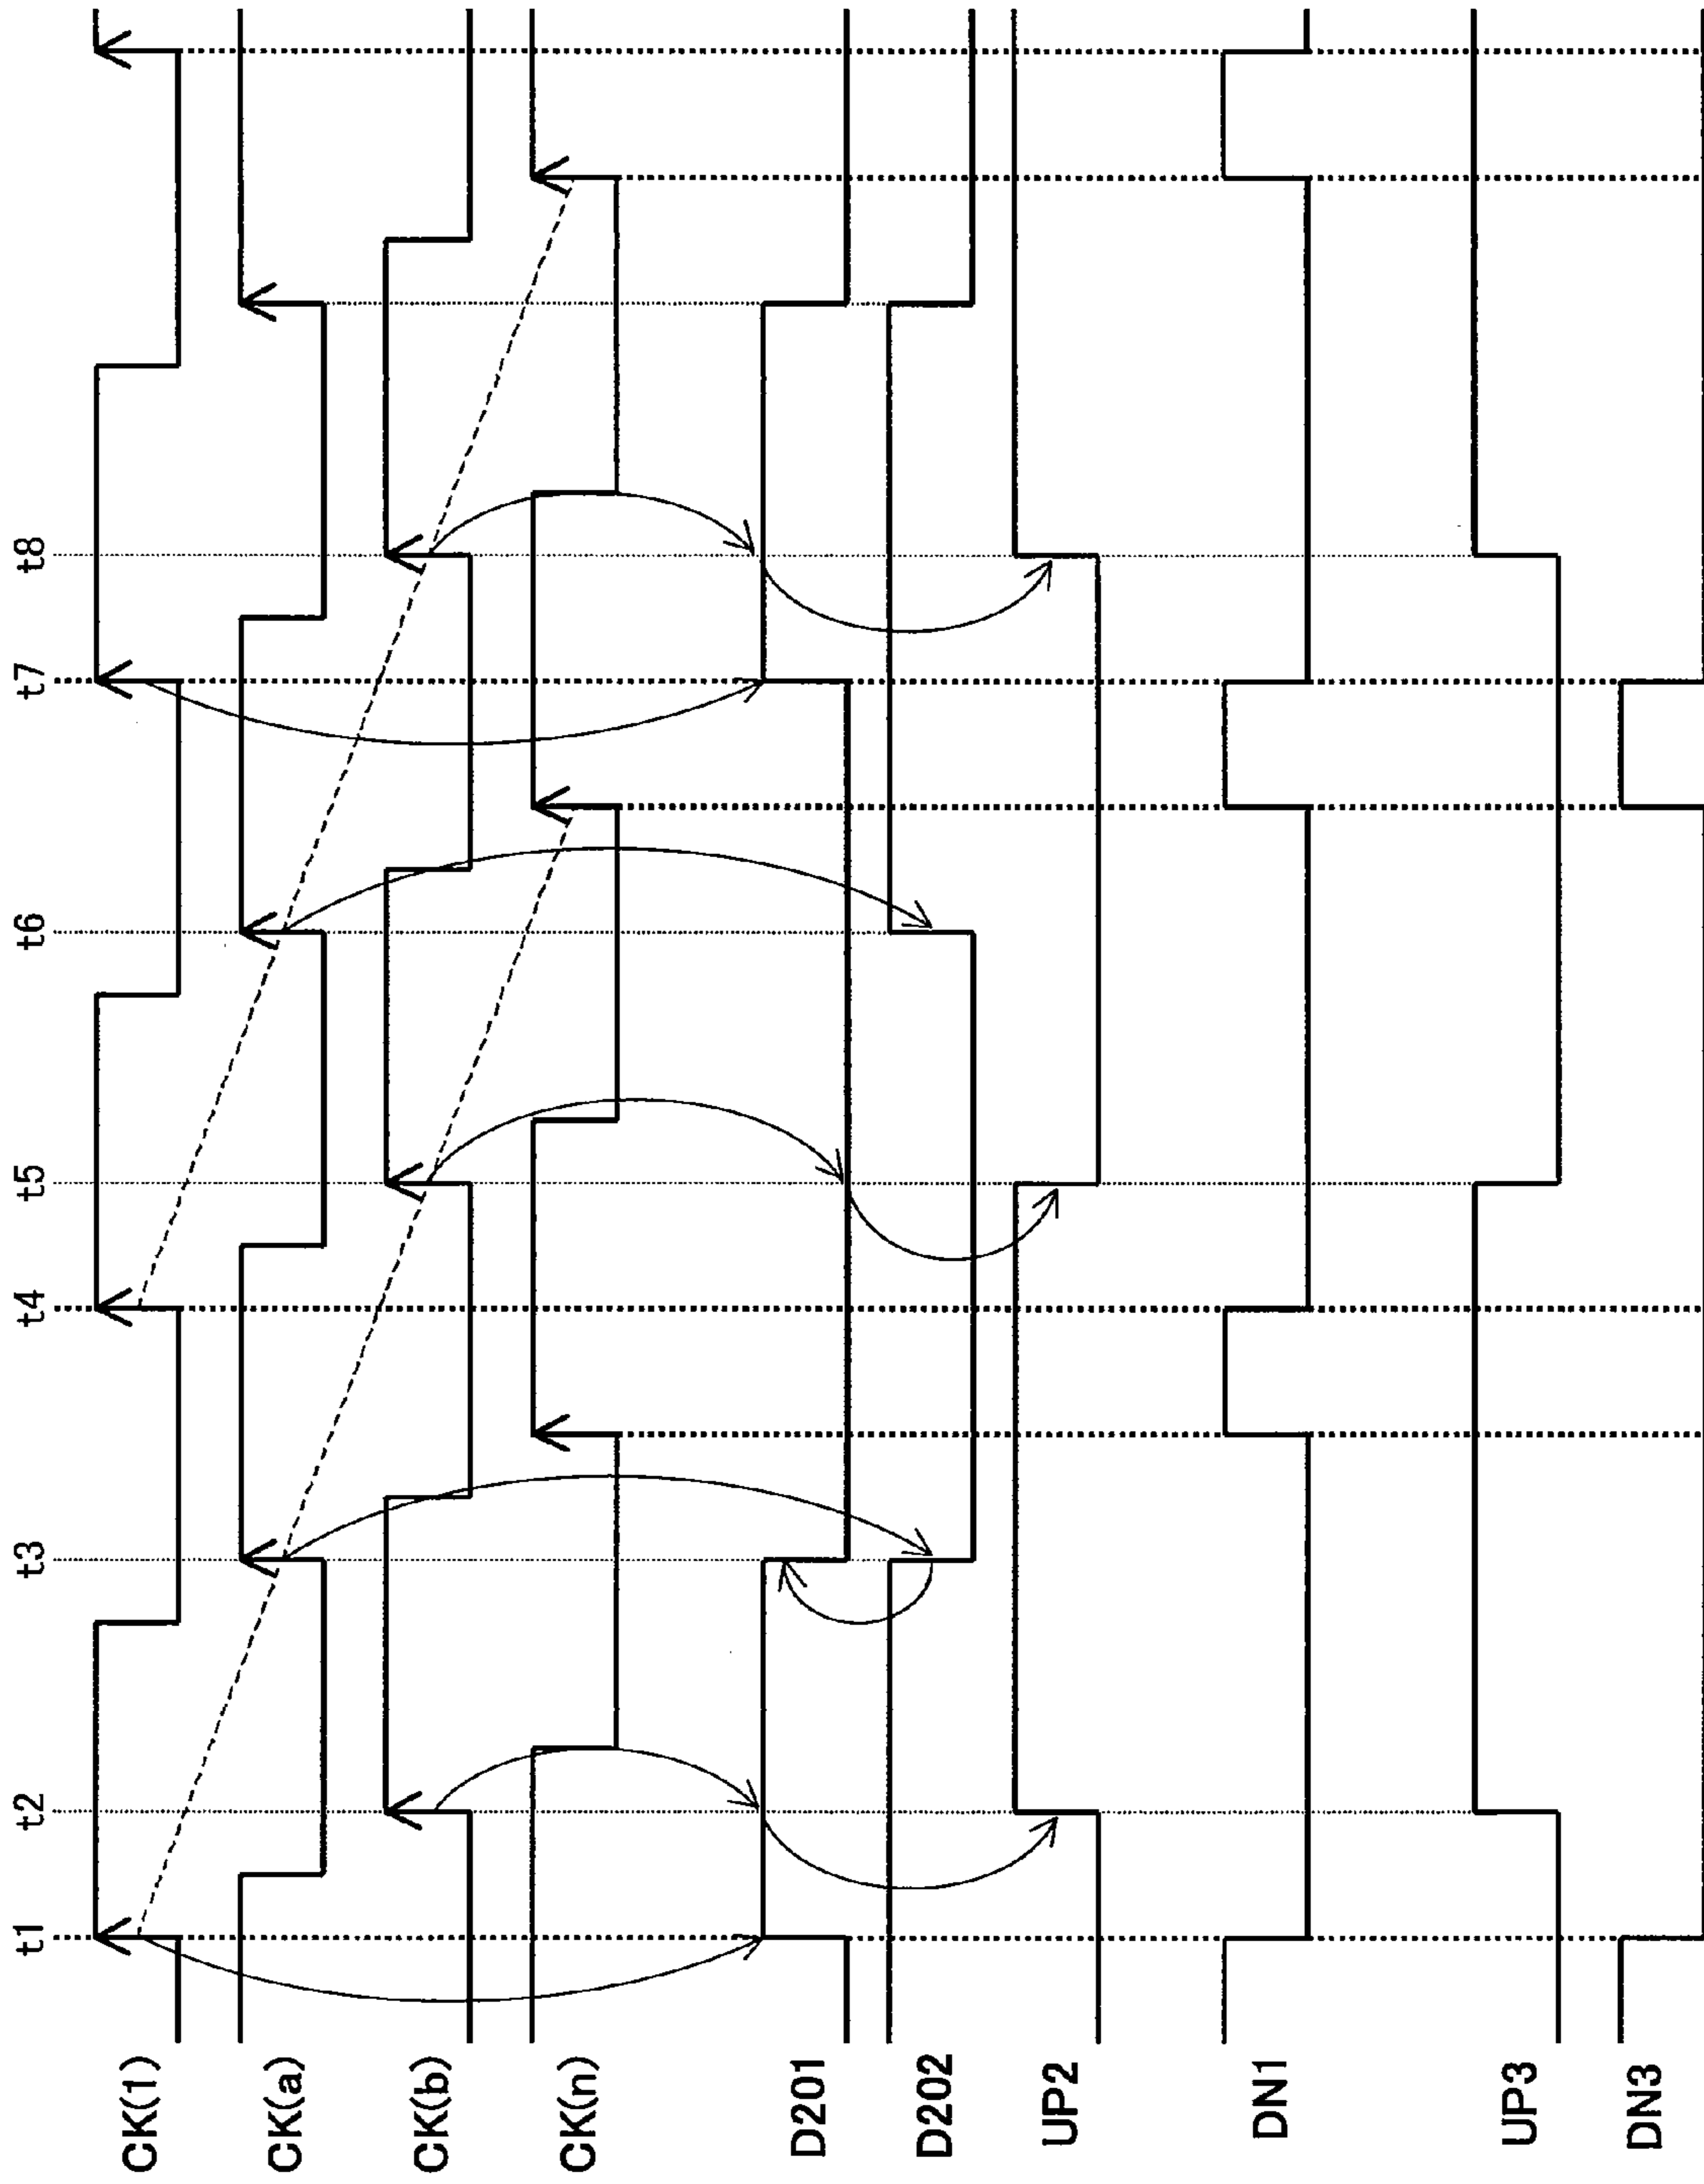 t1 t2 t3 t4 t5 t6 t7 t8
CK(1)
CK(a)
CK(b)
CK(n)
D201
D202
UP2
DN1
UP3
DN3